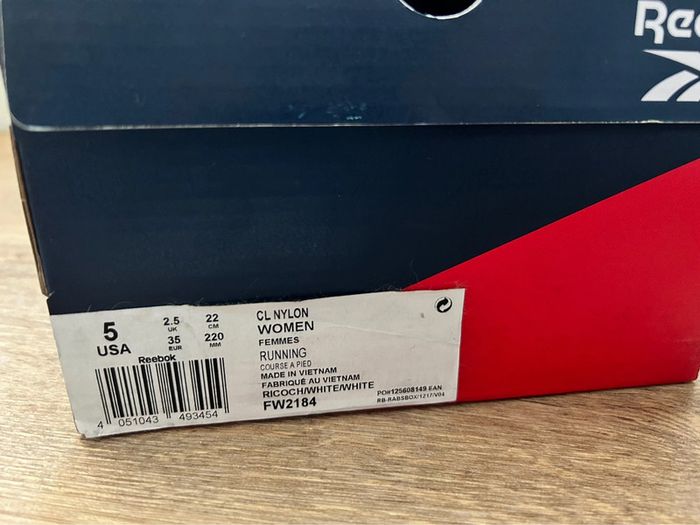 Ree
5
USA
2.5
UK
35
EUR
22
CM
220
MM
Reebok
4 051043 493454
CL NYLON
WOMEN
FEMMES
RUNNING
COURSE A PIED
MADE IN VIETNAM
FABRIQUÉ AU VIETNAM
RICOCH/WHITE/WHITE
FW2184
PO#125608149 EAN
RB-RABSBOX/1217/V04